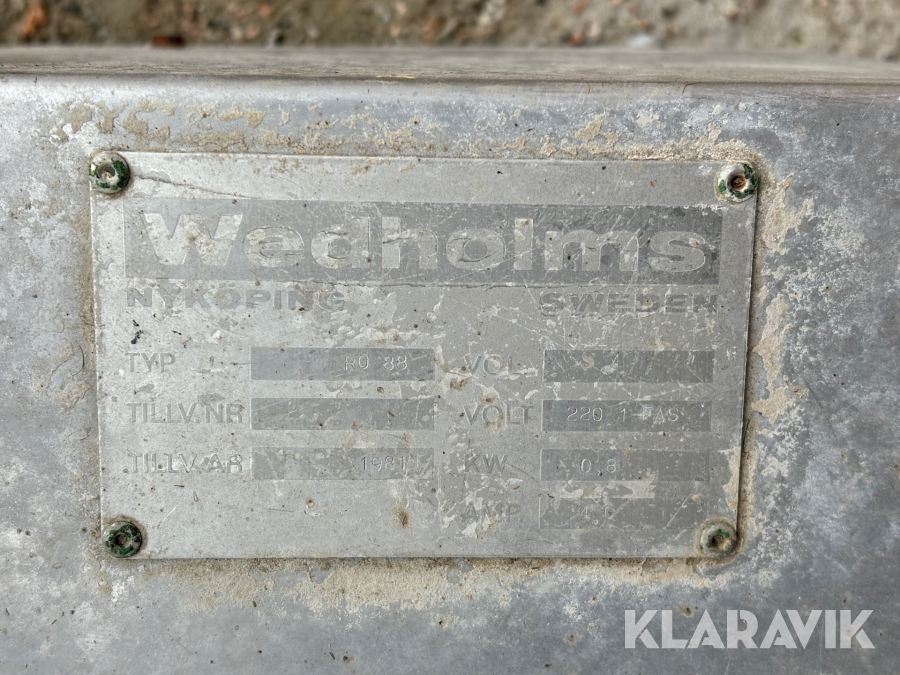 Wedholms
NYKÖPING SWEDEN
TYP RO 88 VOL
TILLV.NR VOLT 220 1-FAS
TILLV.ÅR 1981 KW 0,8
AMP
KLARAVIK